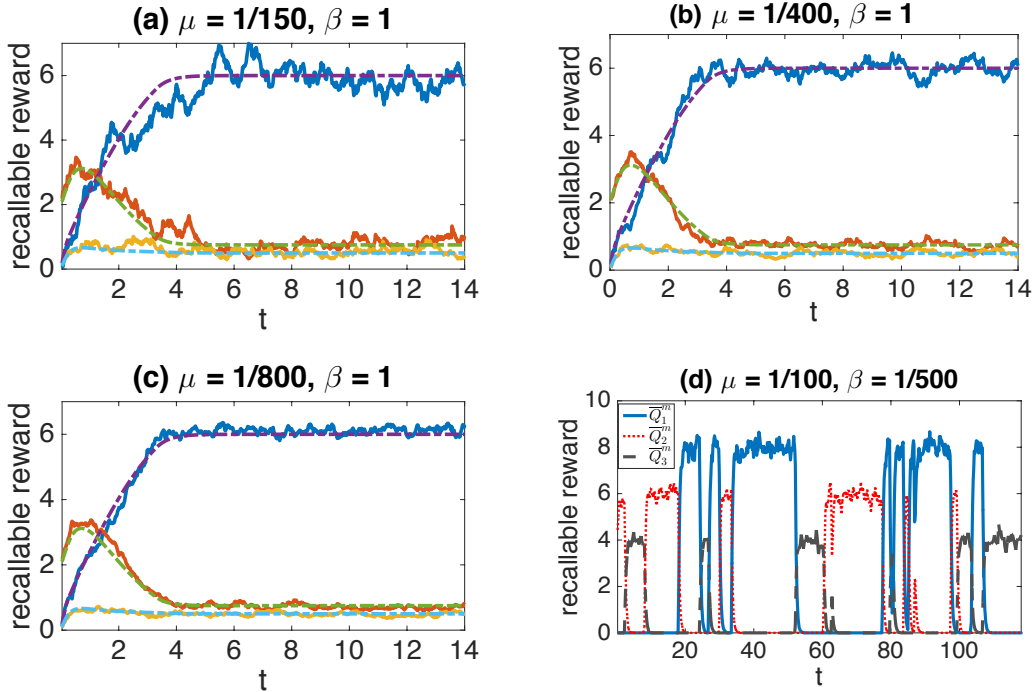 (a) μ = 1/150, β = 1
recallable reward
6
4
2
0
2 4 6 8 10 12 14
t
(b) μ = 1/400, β = 1
recallable reward
6
4
2
0
0 2 4 6 8 10 12 14
t
(c) μ = 1/800, β = 1
recallable reward
6
4
2
0
2 4 6 8 10 12 14
t
(d) μ = 1/100, β = 1/500
recallable reward
10
8
6
4
2
0
Q̅₁ᵐ
Q̅₂ᵐ
Q̅₃ᵐ
20 40 60 80 100
t